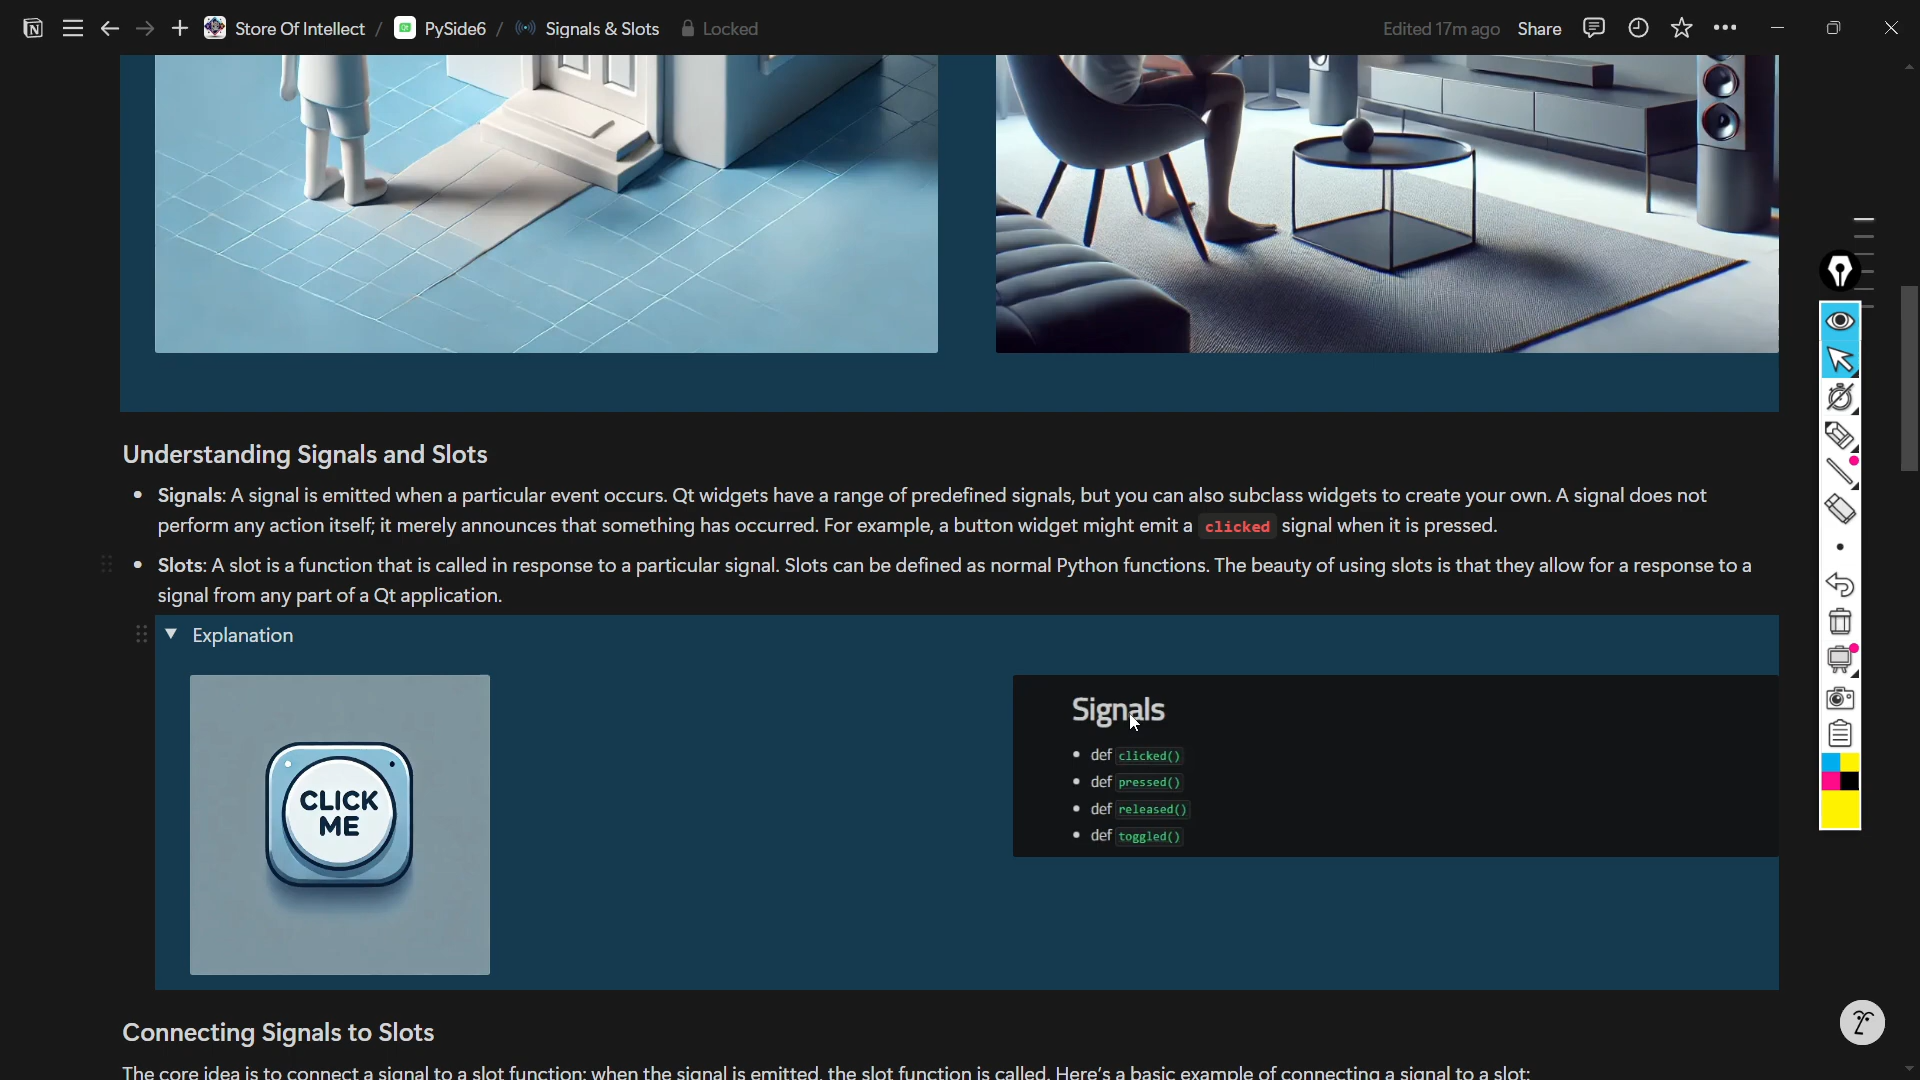 Store Of Intellect / PySide6 / Signals & Slots Locked
Edited 17m ago Share
Understanding Signals and Slots
• Signals: A signal is emitted when a particular event occurs. Qt widgets have a range of predefined signals, but you can also subclass widgets to create your own. A signal does not
perform any action itself; it merely announces that something has occurred. For example, a button widget might emit a clicked signal when it is pressed.
• Slots: A slot is a function that is called in response to a particular signal. Slots can be defined as normal Python functions. The beauty of using slots is that they allow for a response to a
signal from any part of a Qt application.
Explanation
CLICK
ME
Signals
• def clicked()
• def pressed()
• def released()
• def toggled()
Connecting Signals to Slots
The core idea is to connect a signal to a slot function: when the signal is emitted, the slot function is called. Here's a basic example of connecting a signal to a slot: